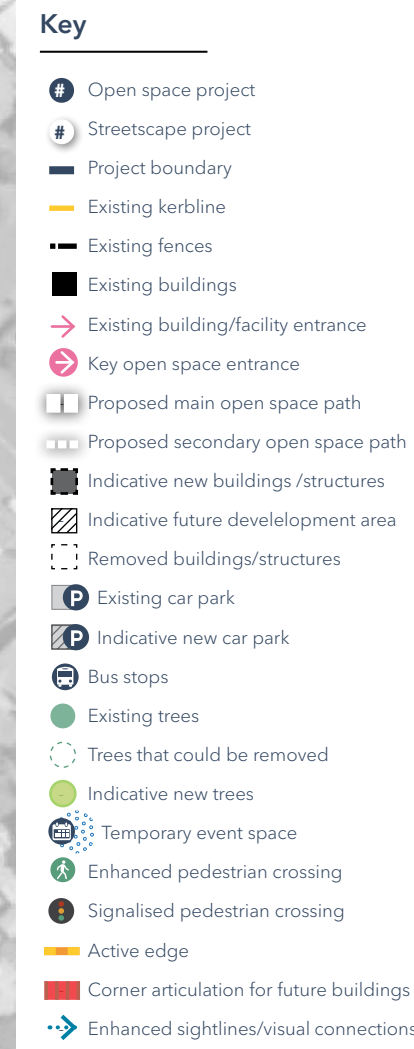 Key
# Open space project
# Streetscape project
Project boundary
Existing kerbline
Existing fences
Existing buildings
Existing building/facility entrance
Key open space entrance
Proposed main open space path
Proposed secondary open space path
Indicative new buildings /structures
Indicative future develelopment area
Removed buildings/structures
P Existing car park
P Indicative new car park
Bus stops
Existing trees
Trees that could be removed
Indicative new trees
Temporary event space
Enhanced pedestrian crossing
Signalised pedestrian crossing
Active edge
Corner articulation for future buildings
Enhanced sightlines/visual connections